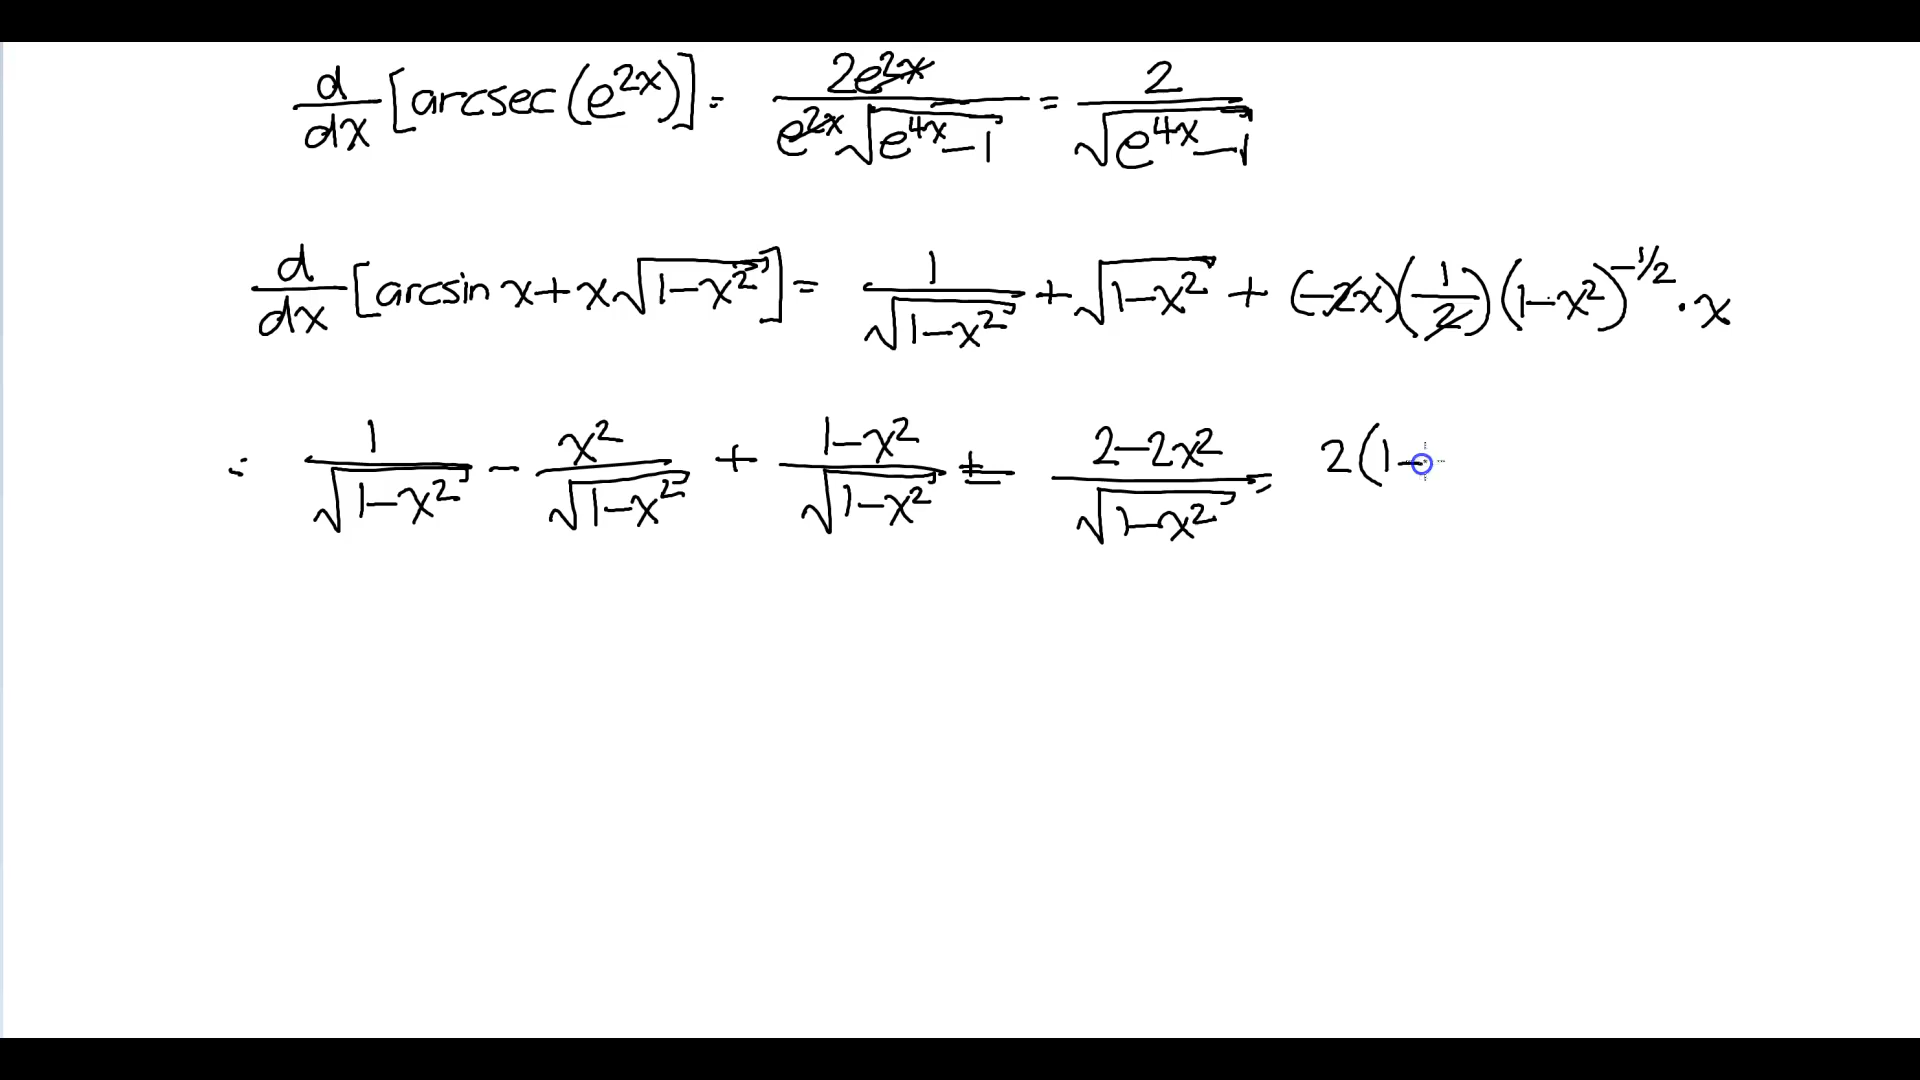 d/dx [arcsec(e^{2x})] = 2e^{2x} / (e^{2x}√(e^{4x}-1)) = 2 / √(e^{4x}-1)
d/dx [arcsin x + x√(1-x²)] = 1/√(1-x²) + √(1-x²) + (-2x)(1/2)(1-x²)^{-1/2} · x
= 1/√(1-x²) - x²/√(1-x²) + (1-x²)/√(1-x²) = (2-2x²)/√(1-x²) = 2(1-